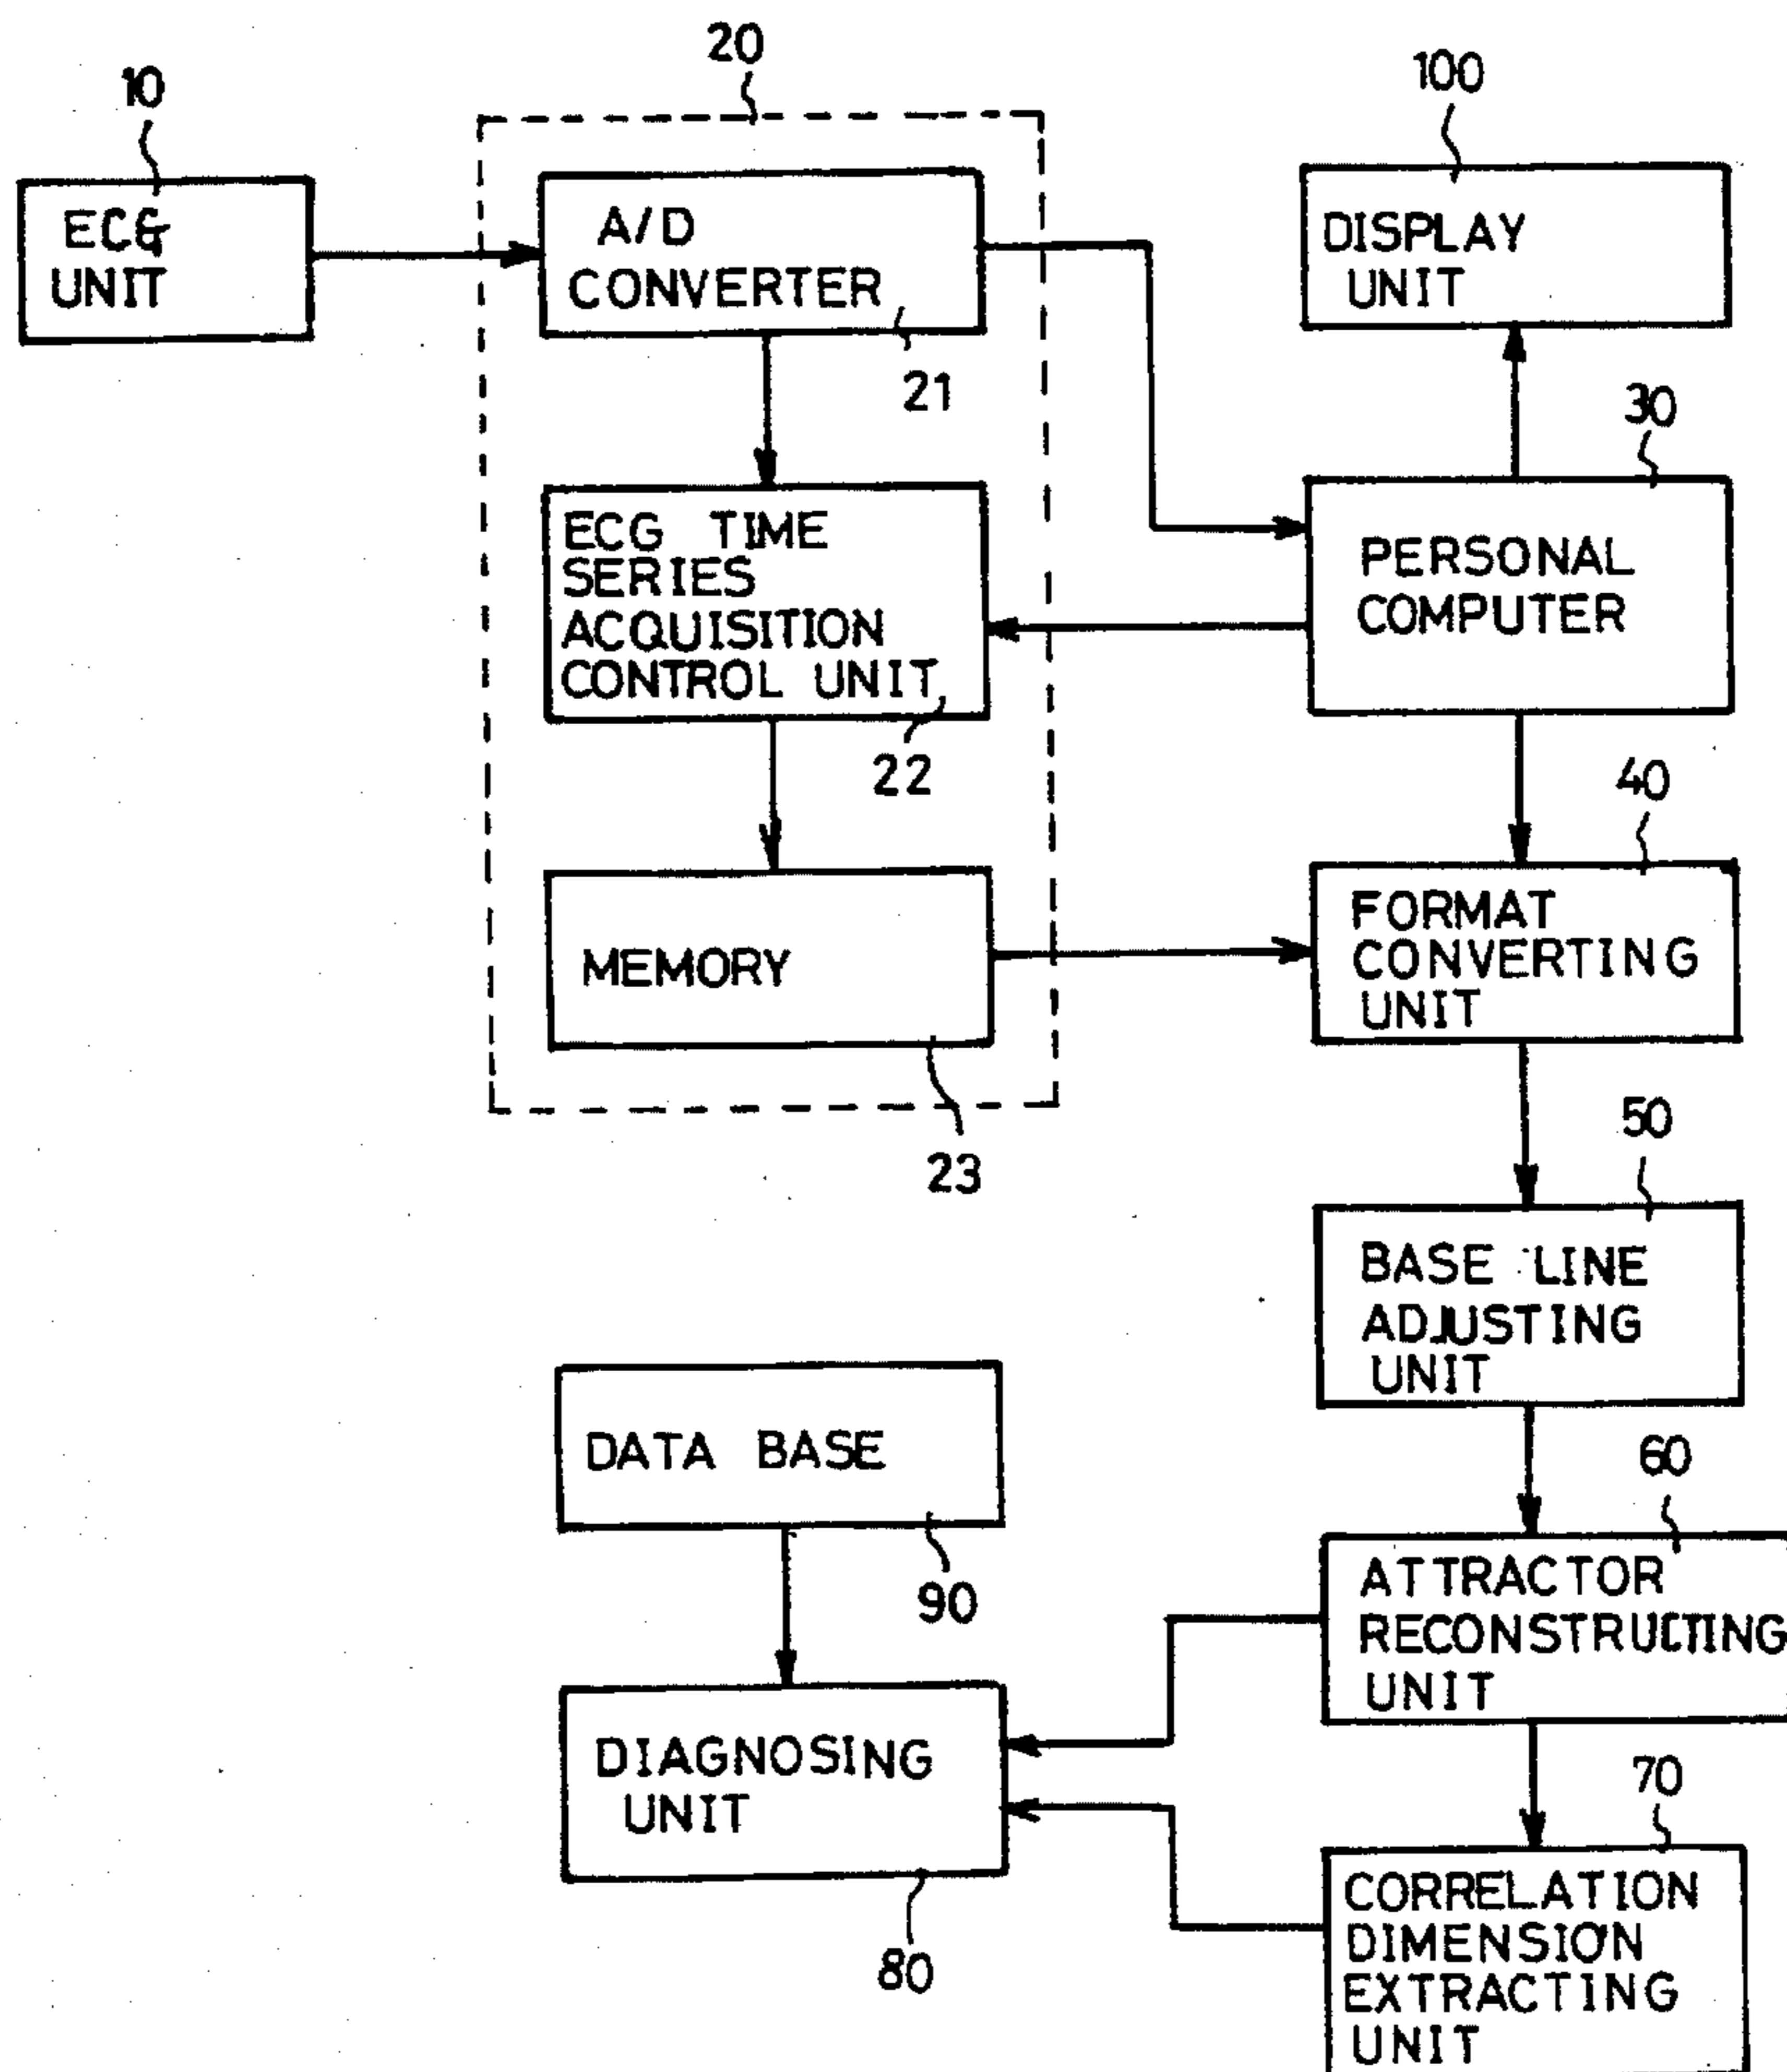 20
10
100
ECG
UNIT
A/D
CONVERTER
21
DISPLAY
UNIT
30
ECG TIME
SERIES
ACQUISITION
CONTROL UNIT
22
PERSONAL
COMPUTER
40
MEMORY
23
FORMAT
CONVERTING
UNIT
50
BASE LINE
ADJUSTING
UNIT
DATA BASE
90
60
ATTRACTOR
RECONSTRUCTING
UNIT
DIAGNOSING
UNIT
80
70
CORRELATION
DIMENSION
EXTRACTING
UNIT